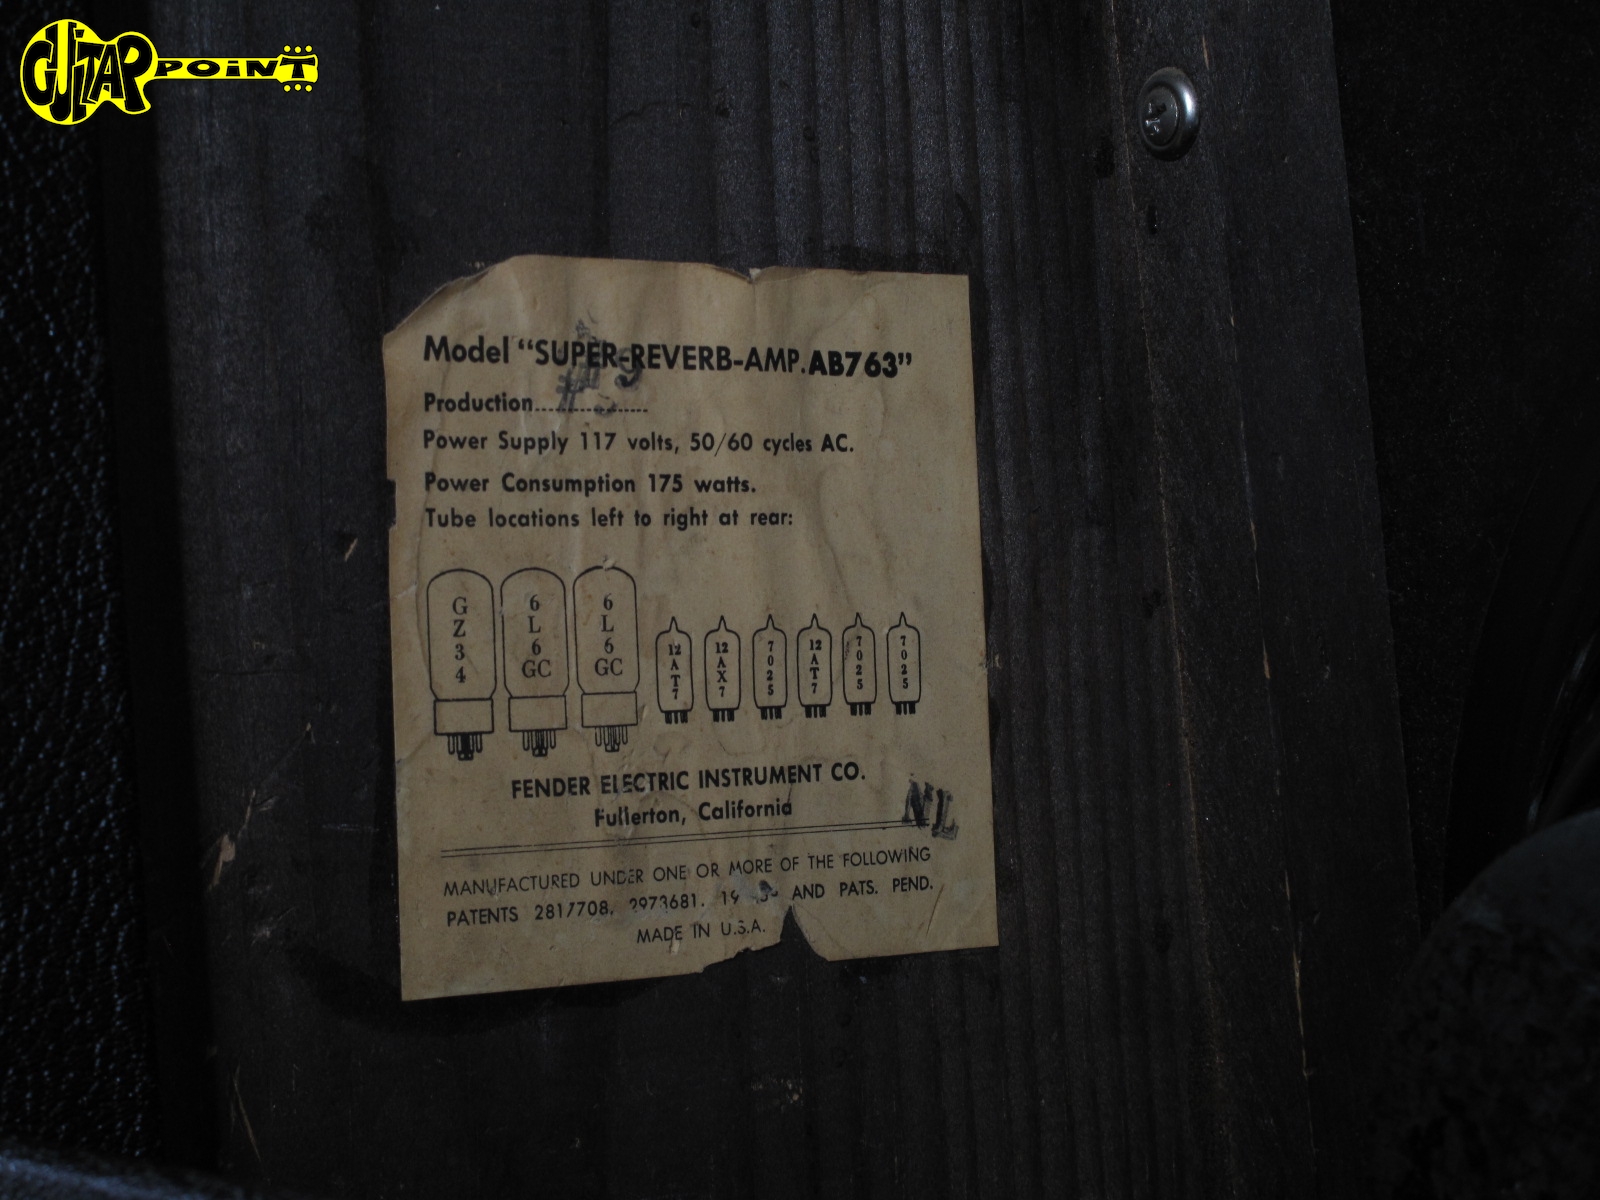 GUITAR POINT
Model “SUPER-REVERB-AMP. AB763”
#9
Production..................
Power Supply 117 volts, 50/60 cycles AC.
Power Consumption 175 watts.
Tube locations left to right at rear:
GZ34 6L6GC 6L6GC 12AT7 12AX7 7025 12AT7 7025 7025
FENDER ELECTRIC INSTRUMENT CO.
Fullerton, California
NL
MANUFACTURED UNDER ONE OR MORE OF THE FOLLOWING
PATENTS 2817708, 2973681. AND PATS. PEND.
MADE IN U.S.A.